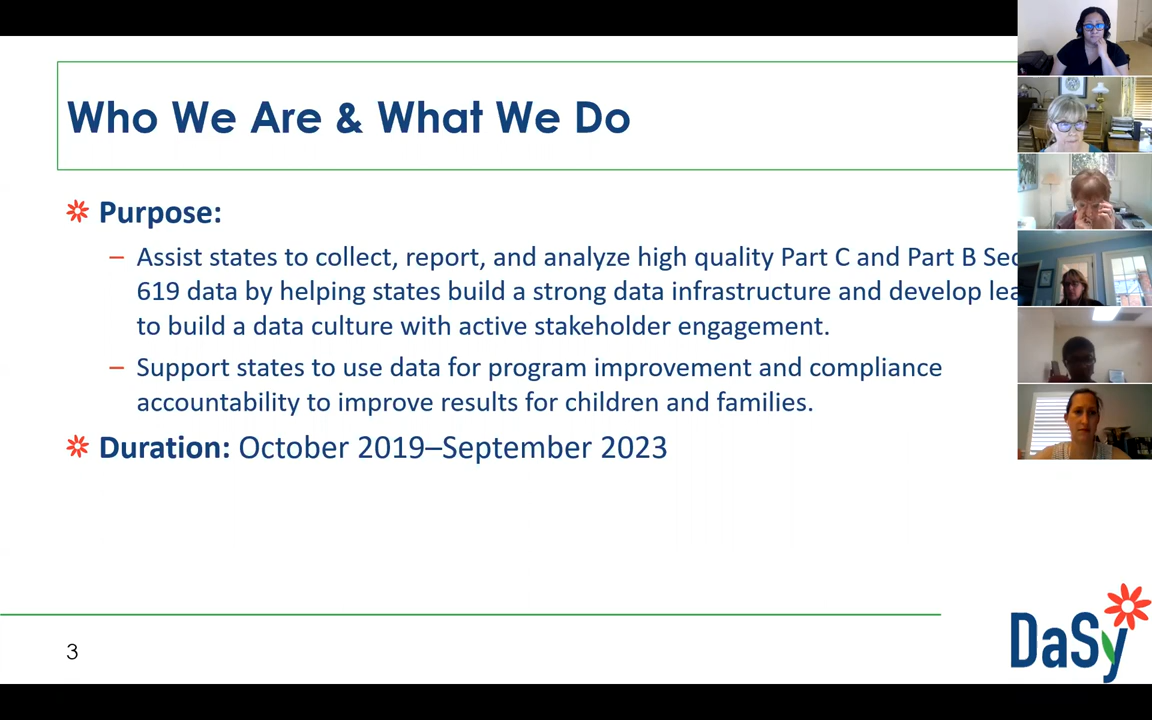 Who We Are & What We Do
Purpose:
– Assist states to collect, report, and analyze high quality Part C and Part B
619 data by helping states build a strong data infrastructure and develop
to build a data culture with active stakeholder engagement.
– Support states to use data for program improvement and compliance
accountability to improve results for children and families.
Duration: October 2019–September 2023
3
DaSy